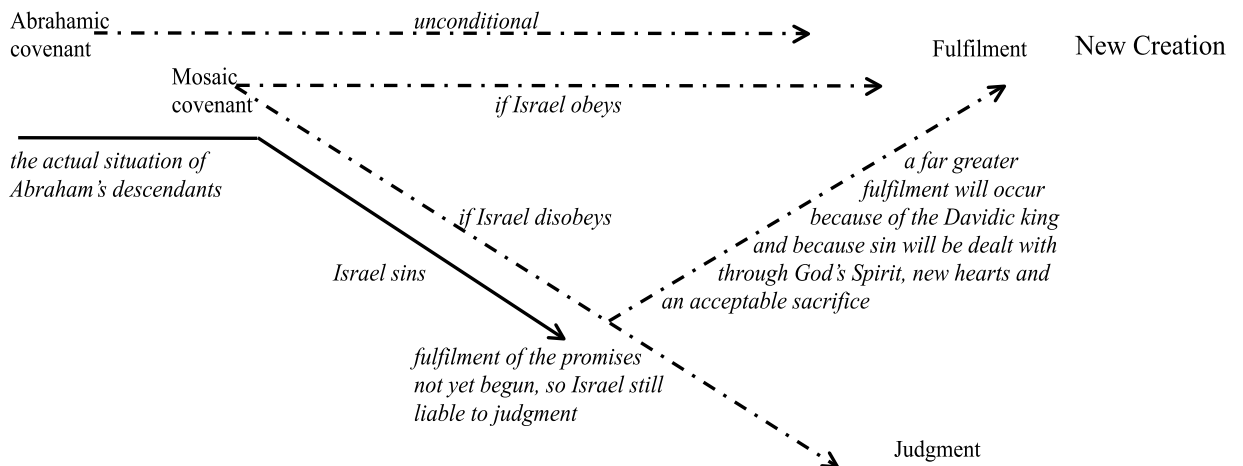 Abrahamic
covenant
unconditional
Fulfilment
New Creation
Mosaic
covenant
if Israel obeys
the actual situation of
Abraham’s descendants
a far greater
fulfilment will occur
because of the Davidic king
and because sin will be dealt with
through God’s Spirit, new hearts and
an acceptable sacrifice
if Israel disobeys
Israel sins
fulfilment of the promises
not yet begun, so Israel still
liable to judgment
Judgment